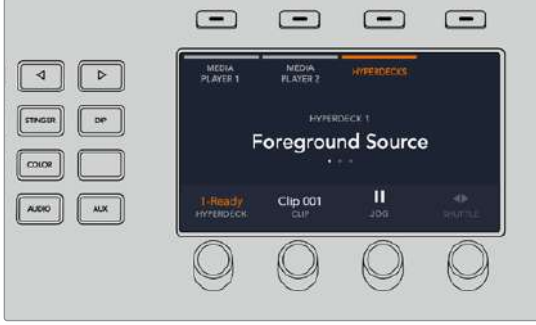 MEDIA
PLAYER 1
MEDIA
PLAYER 2
HYPERDECKS
STINGER
DIP
HYPERDECK 1
Foreground Source
COLOR
1-Ready
HYPERDECK
Clip 001
CLIP
JOG
SHUTTLE
AUDIO
AUX